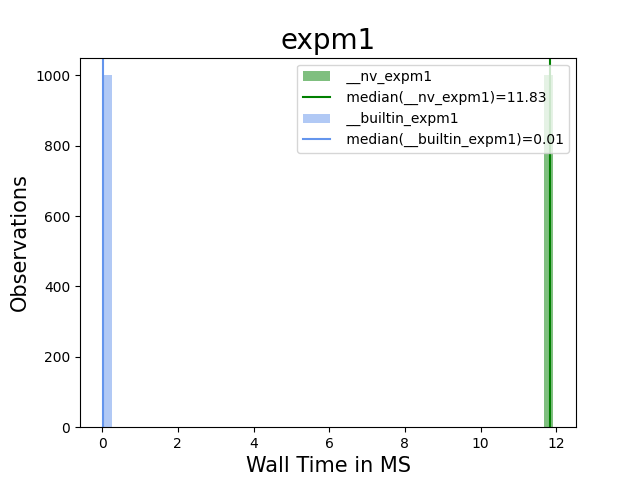 expm1
1000
800
600
400
200
0
Observations
__nv_expm1
median(__nv_expm1)=11.83
__builtin_expm1
median(__builtin_expm1)=0.01
0 2 4 6 8 10 12
Wall Time in MS